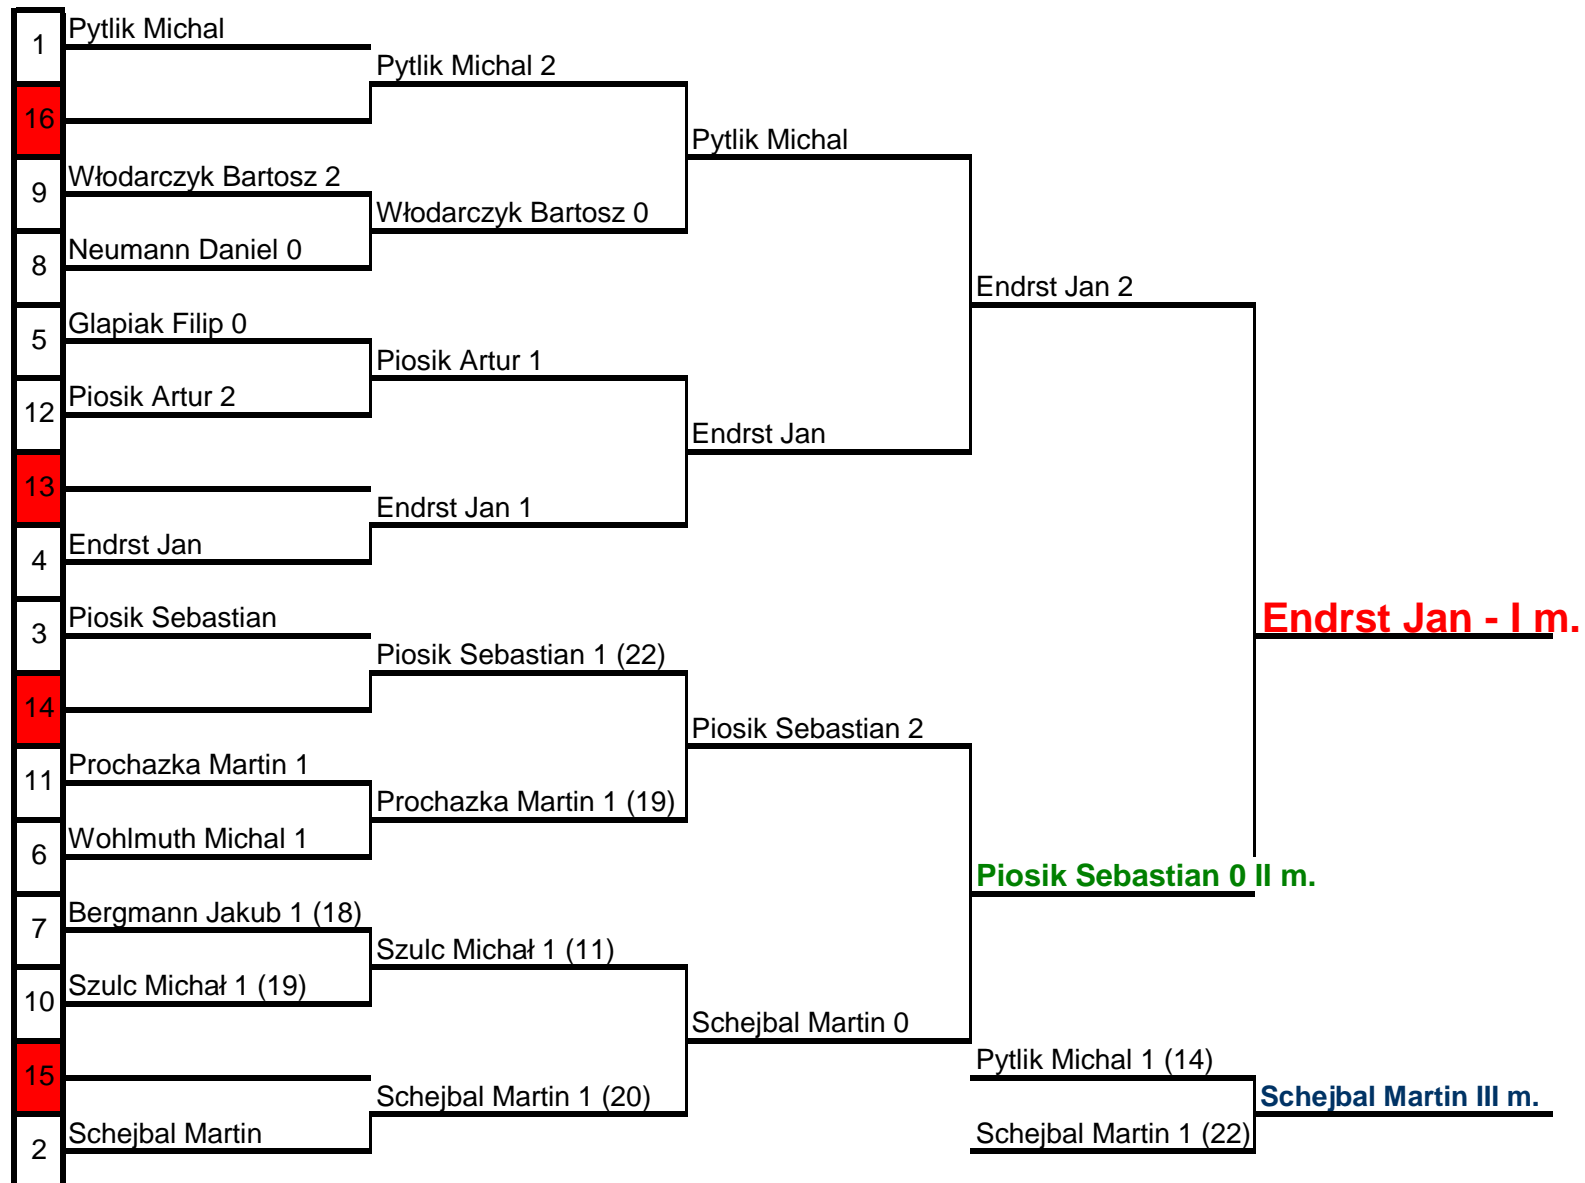 1 Pytlik Michal
Pytlik Michal 2
16
Pytlik Michal
9 Włodarczyk Bartosz 2
Włodarczyk Bartosz 0
8 Neumann Daniel 0
Endrst Jan 2
5 Glapiak Filip 0
Piosik Artur 1
12 Piosik Artur 2
Endrst Jan
13
Endrst Jan 1
4 Endrst Jan
Endrst Jan - I m.
3 Piosik Sebastian
Piosik Sebastian 1 (22)
14
Piosik Sebastian 2
11 Prochazka Martin 1
Prochazka Martin 1 (19)
6 Wohlmuth Michal 1
Piosik Sebastian 0 II m.
7 Bergmann Jakub 1 (18)
Szulc Michał 1 (11)
10 Szulc Michał 1 (19)
Schejbal Martin 0
15
Pytlik Michal 1 (14)
Schejbal Martin 1 (20)
Schejbal Martin III m.
2 Schejbal Martin
Schejbal Martin 1 (22)